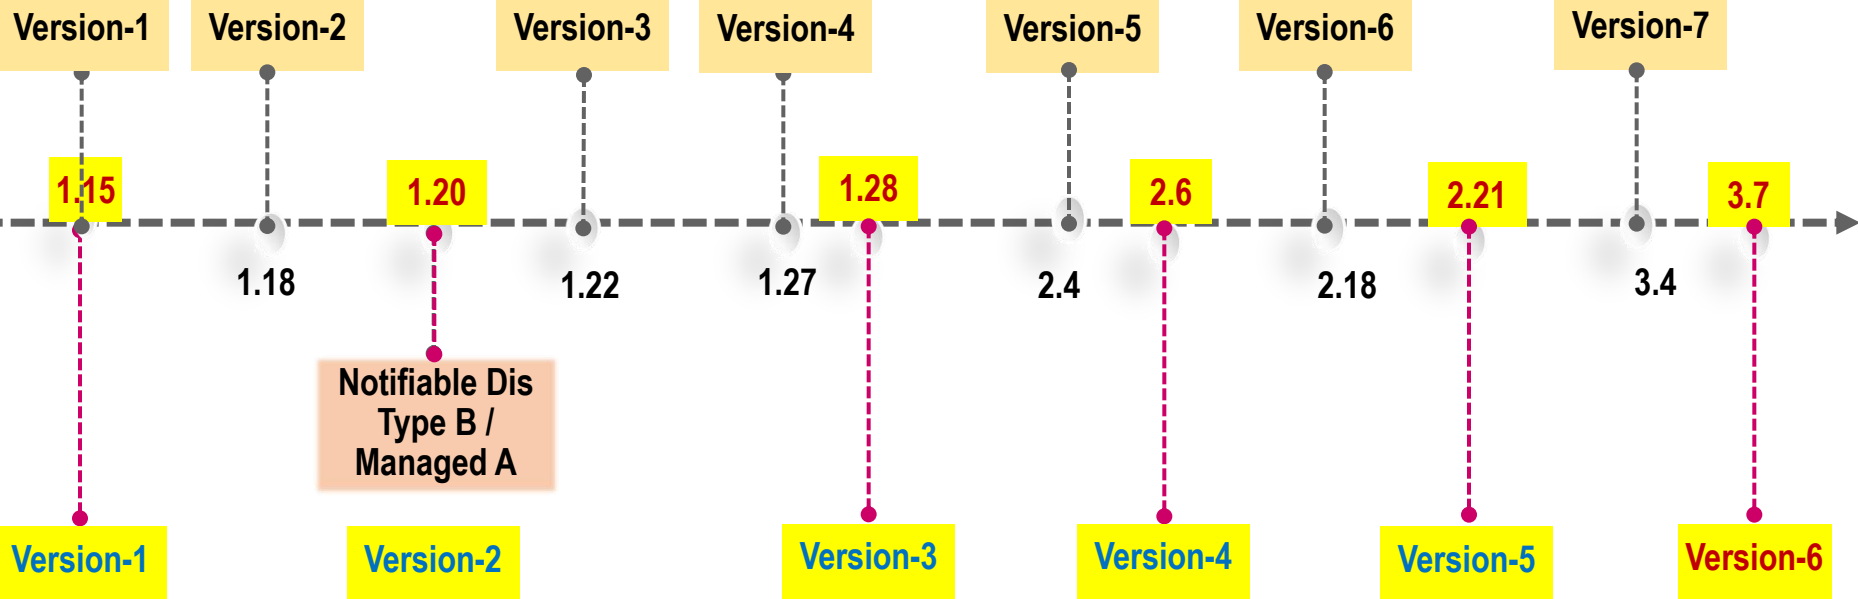 Version-1
Version-2
Version-3
Version-4
Version-5
Version-6
Version-7
1.15
1.20
1.28
2.6
2.21
3.7
1.18
1.22
1.27
2.4
2.18
3.4
Notifiable Dis
Type B /
Managed A
Version-1
Version-2
Version-3
Version-4
Version-5
Version-6